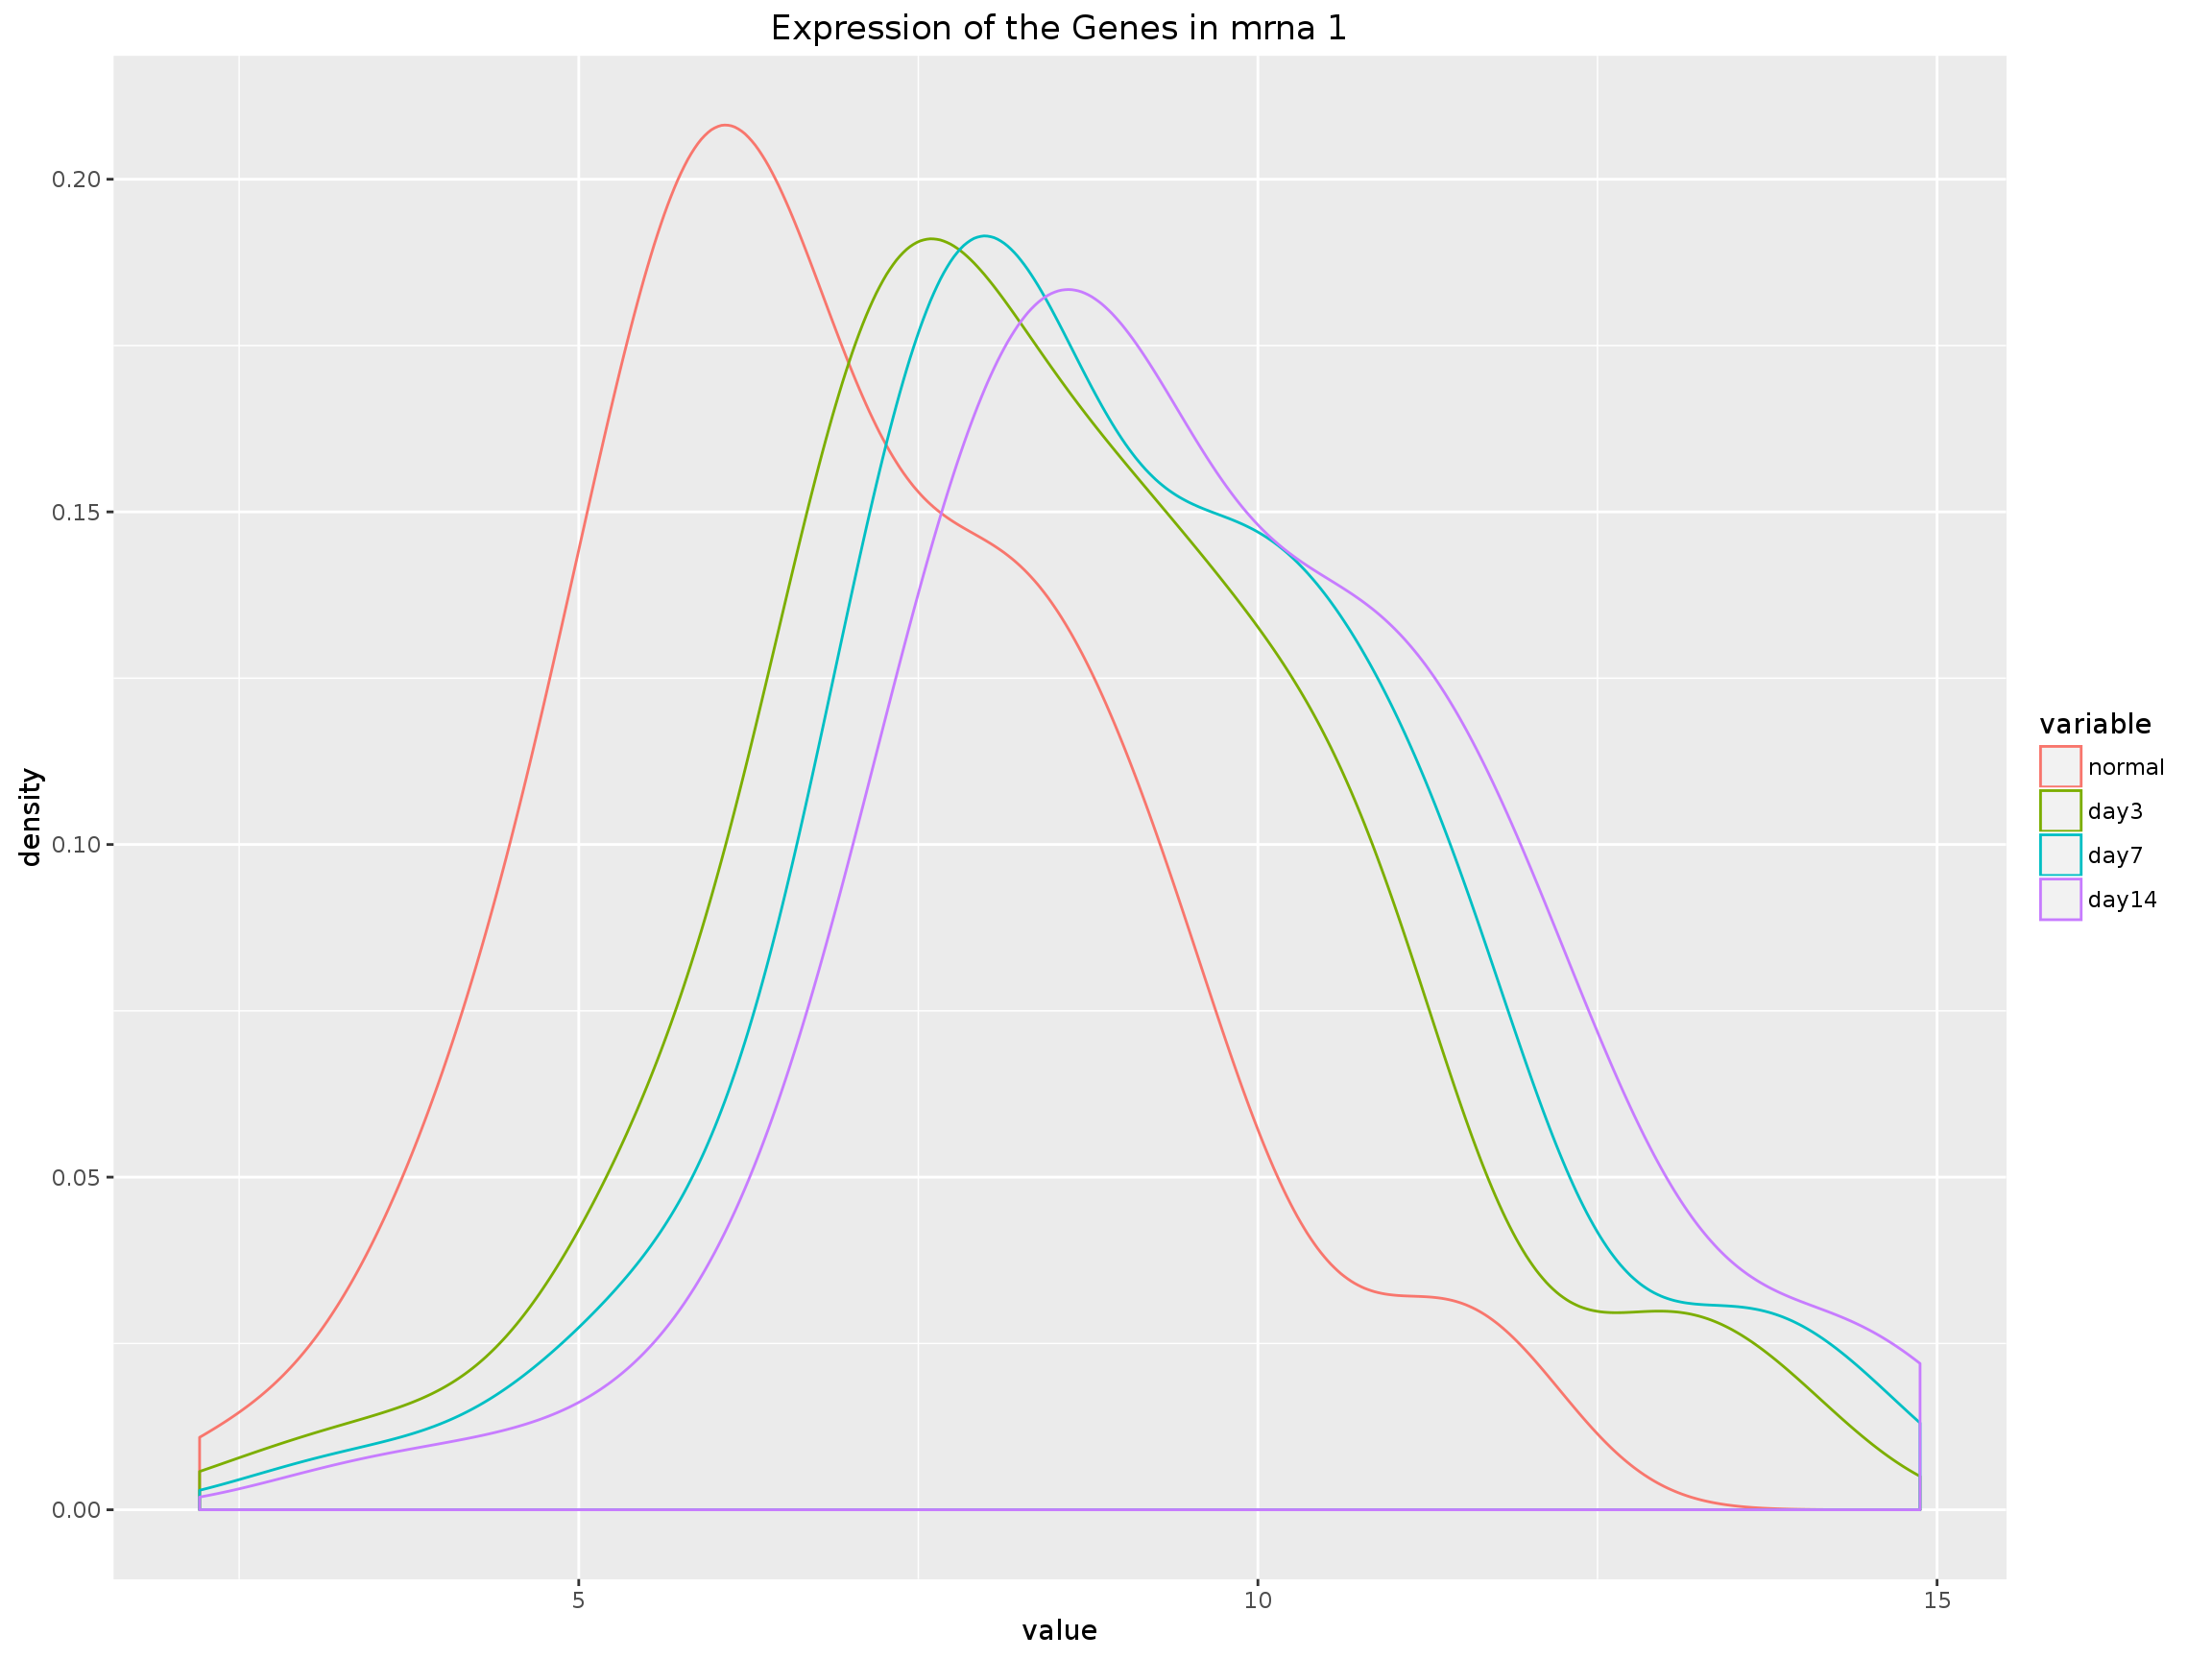 Expression of the Genes in mrna 1
density
0.20
0.15
0.10
0.05
0.00
5
10
15
value
variable
normal
day3
day7
day14